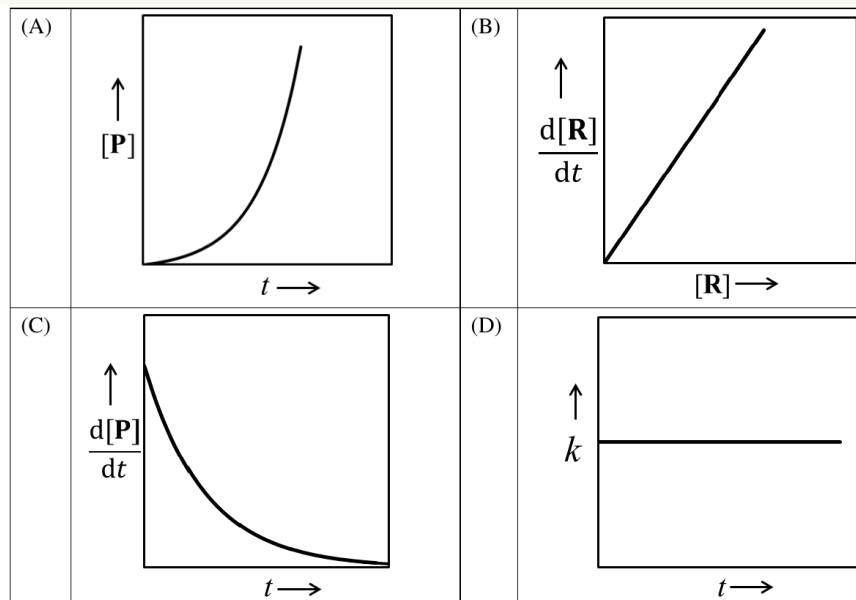 (A)
↑
[P]
t →
(B)
↑
d[R]
dt
[R] →
(C)
↑
d[P]
dt
t →
(D)
↑
k
t →